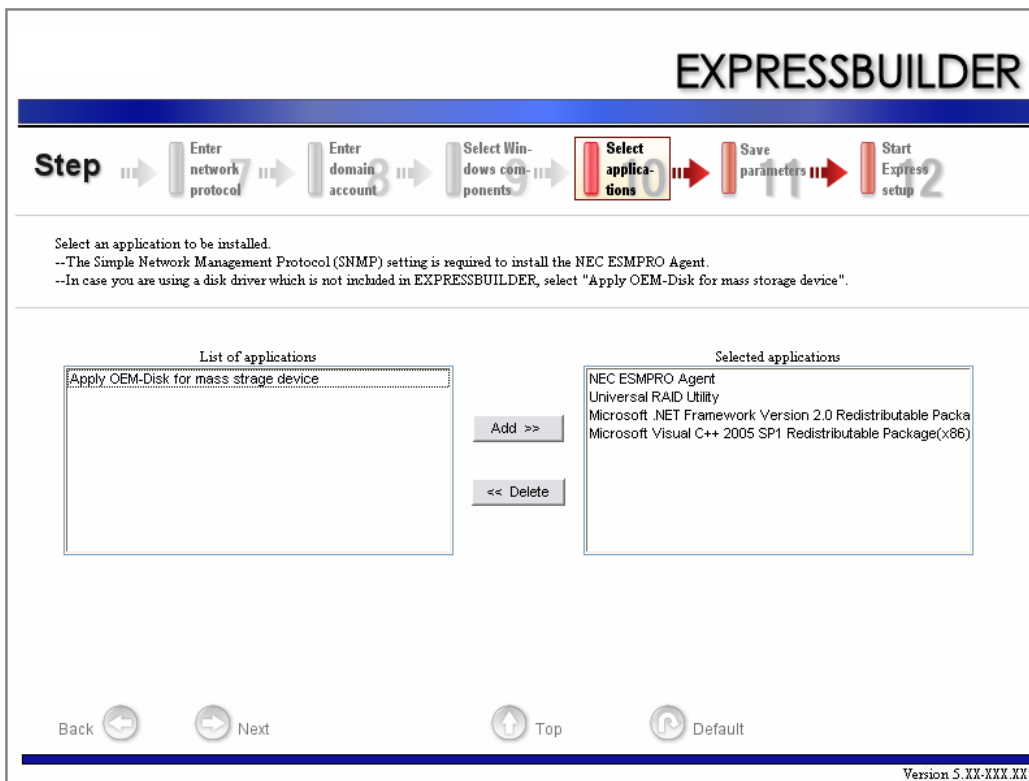 EXPRESSBUILDER
Step
Enter
network
protocol
7
Enter
domain
account
8
Select Win-
dows com-
ponents
9
Select
applica-
tions
10
Save
parameters
11
Start
Express
setup
12
Select an application to be installed.
--The Simple Network Management Protocol (SNMP) setting is required to install the NEC ESMPRO Agent.
--In case you are using a disk driver which is not included in EXPRESSBUILDER, select "Apply OEM-Disk for mass storage device".
List of applications
Apply OEM-Disk for mass strage device
Add >>
<< Delete
Selected applications
NEC ESMPRO Agent
Universal RAID Utility
Microsoft .NET Framework Version 2.0 Redistributable Packa
Microsoft Visual C++ 2005 SP1 Redistributable Package(x86)
Back
Next
Top
Default
Version 5.XX-XXX.XX